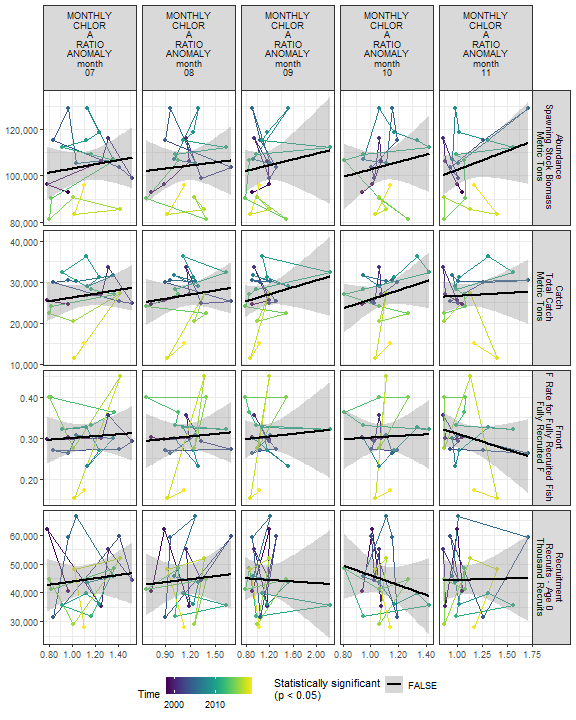 MONTHLY MONTHLY MONTHLY MONTHLY MONTHLY
CHLOR CHLOR CHLOR CHLOR CHLOR
A A A A A
RATIO RATIO RATIO RATIO RATIO
ANOMALY ANOMALY ANOMALY ANOMALY ANOMALY
month month month month month
07 08 09 10 11
120,000
100,000
80,000
Abundance
Spawning Stock Biomass
Metric Tons
40,000
30,000
20,000
10,000
Catch
Total Catch
Metric Tons
0.40
0.30
0.20
Fmort
F Rate for Fully Recruited Fish
Fully Recruited F
60,000
50,000
40,000
30,000
Recruitment
Recruits - Age 0
Thousand Recruits
0.80 1.00 1.20 1.40 0.90 1.20 1.50 0.80 1.20 1.60 2.00 0.80 1.00 1.20 1.40 1.00 1.25 1.50 1.75
Time
2000 2010
Statistically significant
(p < 0.05)
FALSE